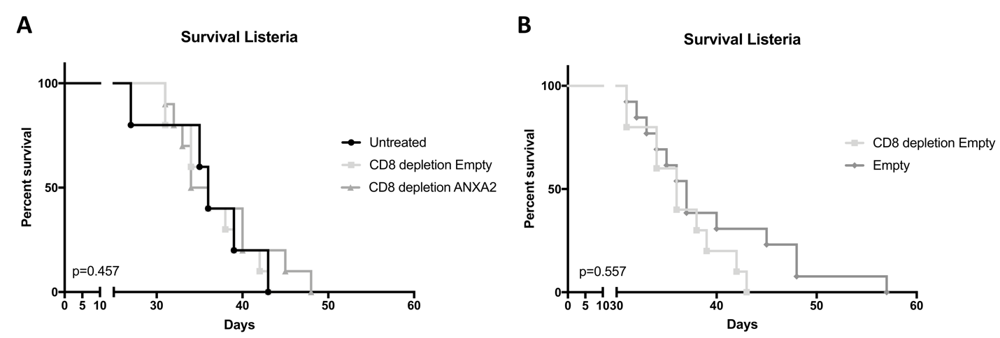 A
Survival Listeria
Percent survival
100
50
0
p=0.457
Untreated
CD8 depletion Empty
CD8 depletion ANXA2
0 5 10 30 40 50 60
Days
B
Survival Listeria
Percent survival
100
50
0
p=0.557
CD8 depletion Empty
Empty
0 5 10 30 40 50 60
Days